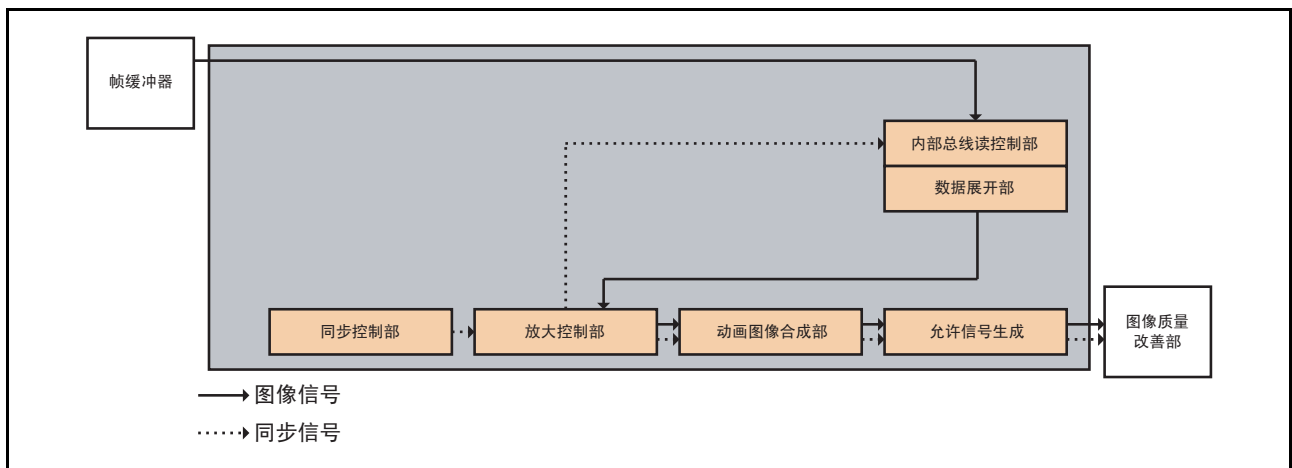 帧缓冲器
内部总线读控制部
数据展开部
同步控制部
放大控制部
动画图像合成部
允许信号生成
图像质量
改善部
图像信号
同步信号